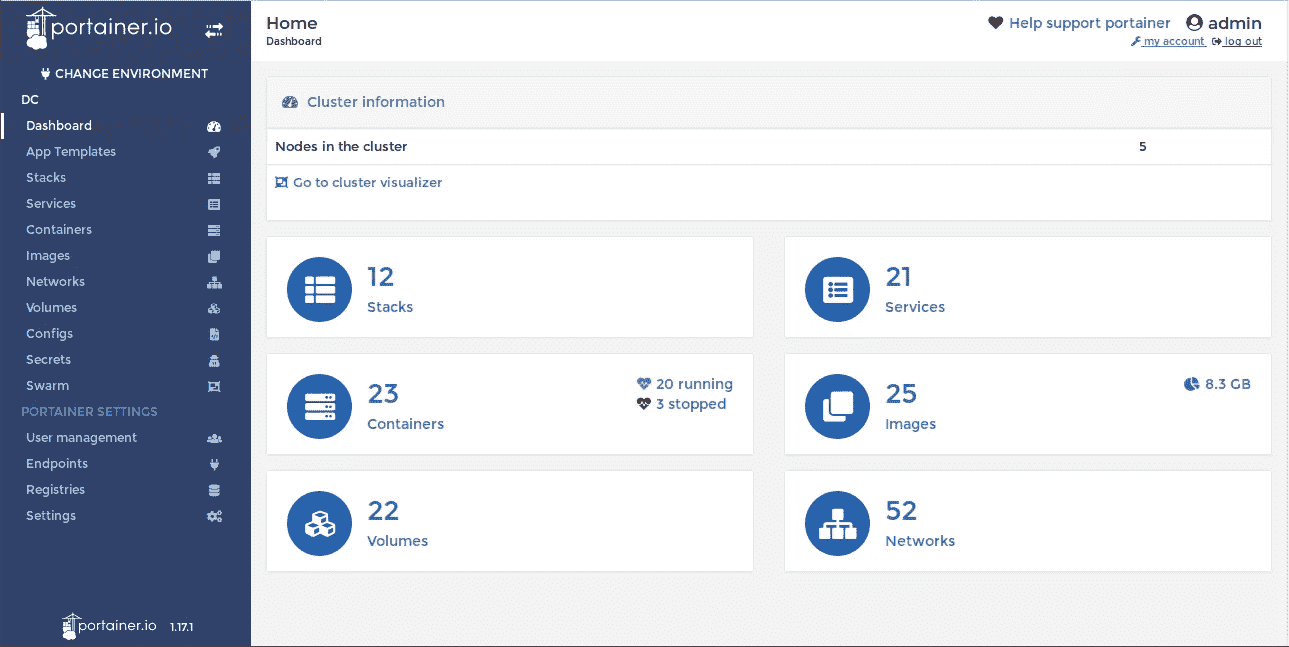 portainer.io
CHANGE ENVIRONMENT
DC
Dashboard
App Templates
Stacks
Services
Containers
Images
Networks
Volumes
Configs
Secrets
Swarm
PORTAINER SETTINGS
User management
Endpoints
Registries
Settings
portainer.io 1.17.1
Home
Dashboard
Help support portainer admin
my account log out
Cluster information
Nodes in the cluster 5
Go to cluster visualizer
12
Stacks
21
Services
23
Containers
20 running
3 stopped
25
Images
8.3 GB
22
Volumes
52
Networks